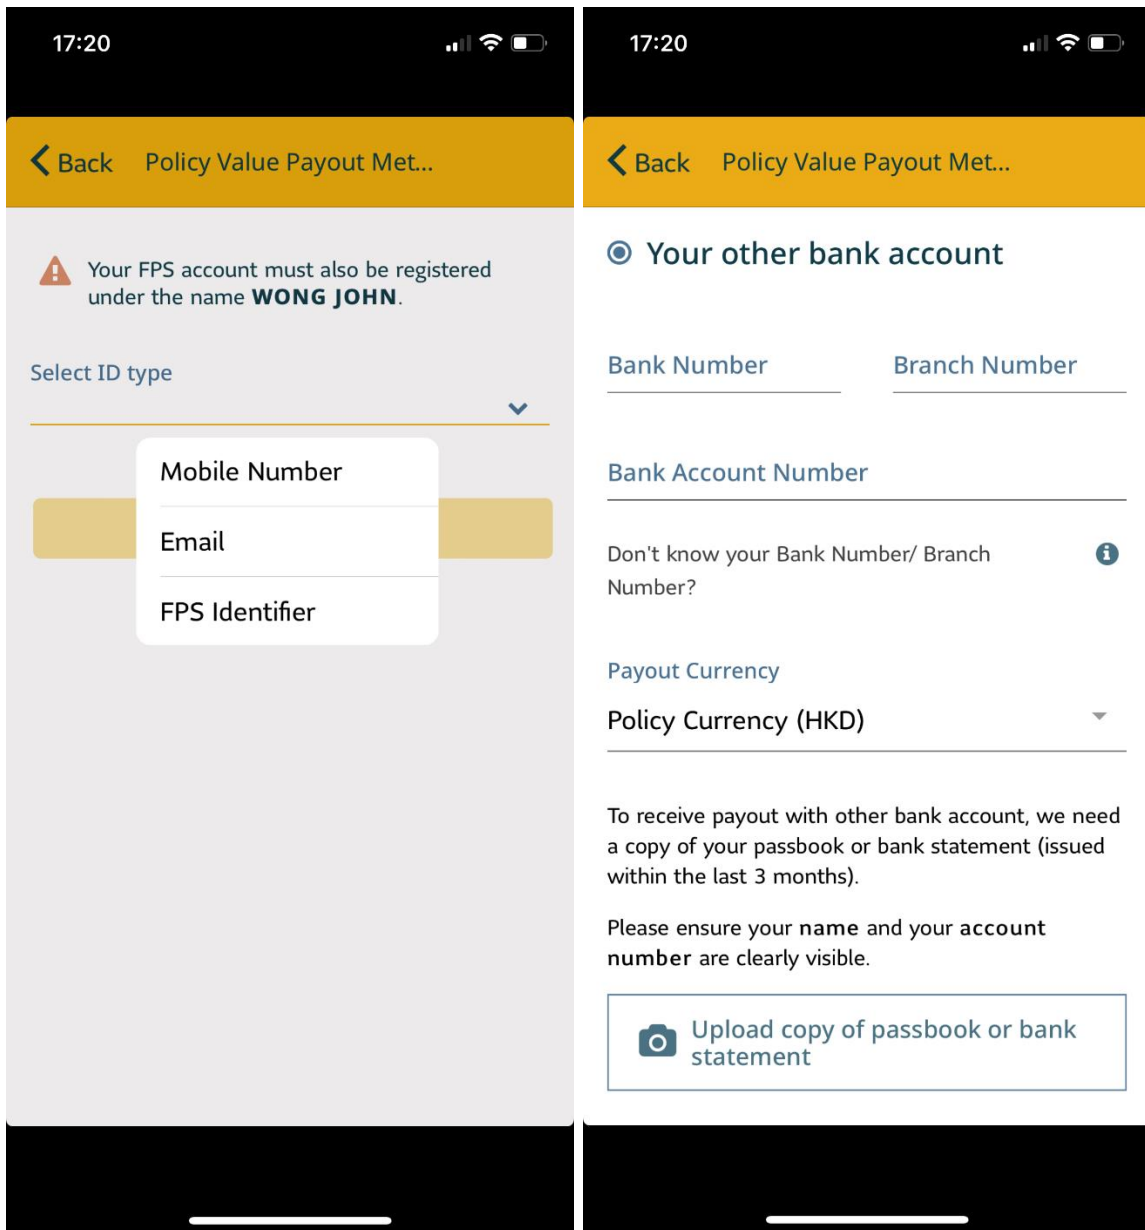 17:20
Back Policy Value Payout Met...
Your FPS account must also be registered
under the name WONG JOHN.
Select ID type
Mobile Number
Email
FPS Identifier
17:20
Back Policy Value Payout Met...
Your other bank account
Bank Number Branch Number
Bank Account Number
Don't know your Bank Number/ Branch
Number?
Payout Currency
Policy Currency (HKD)
To receive payout with other bank account, we need
a copy of your passbook or bank statement (issued
within the last 3 months).
Please ensure your name and your account
number are clearly visible.
Upload copy of passbook or bank
statement